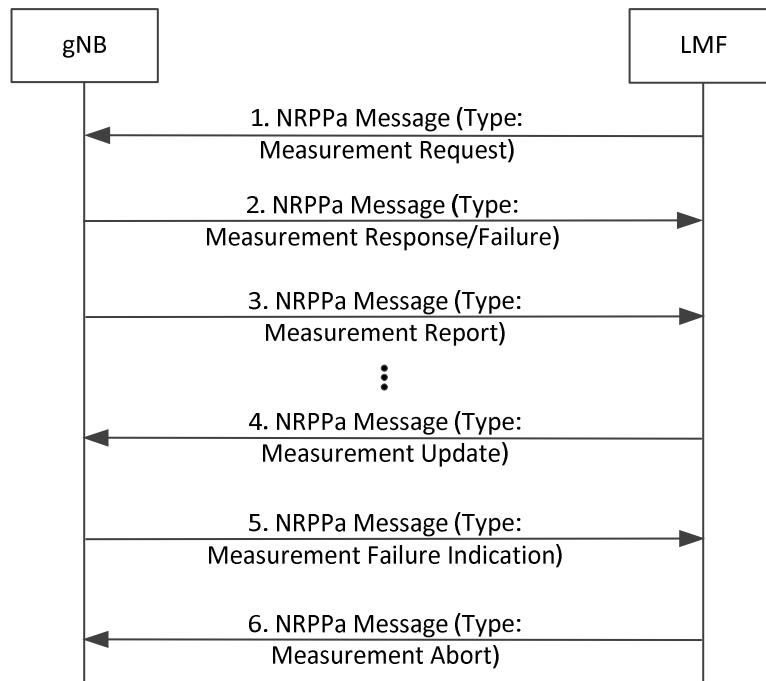 gNB
LMF
1. NRPPa Message (Type:
Measurement Request)
2. NRPPa Message (Type:
Measurement Response/Failure)
3. NRPPa Message (Type:
Measurement Report)
4. NRPPa Message (Type:
Measurement Update)
5. NRPPa Message (Type:
Measurement Failure Indication)
6. NRPPa Message (Type:
Measurement Abort)